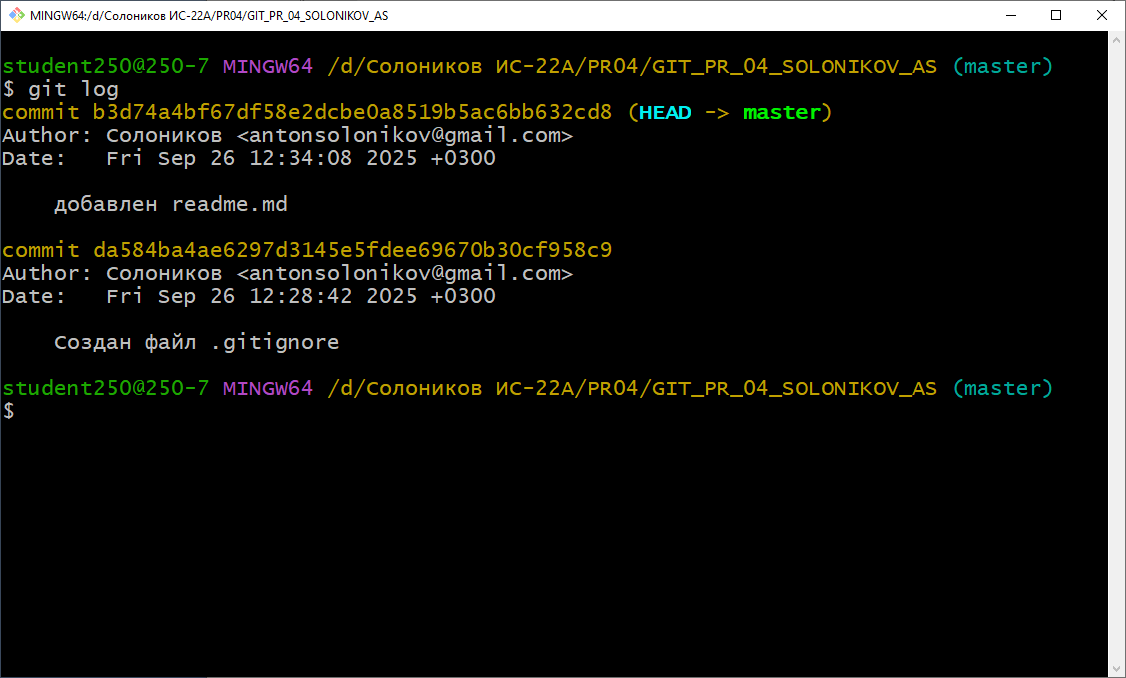 MINGW64:/d/Солоников ИС-22А/PR04/GIT_PR_04_SOLONIKOV_AS
student250@250-7 MINGW64 /d/Солоников ИС-22А/PR04/GIT_PR_04_SOLONIKOV_AS (master)
$ git log
commit b3d74a4bf67df58e2dcbe0a8519b5ac6bb632cd8 (HEAD -> master)
Author: Солоников <antonsolonikov@gmail.com>
Date:   Fri Sep 26 12:34:08 2025 +0300
добавлен readme.md
commit da584ba4ae6297d3145e5fdee69670b30cf958c9
Author: Солоников <antonsolonikov@gmail.com>
Date:   Fri Sep 26 12:28:42 2025 +0300
Создан файл .gitignore
student250@250-7 MINGW64 /d/Солоников ИС-22А/PR04/GIT_PR_04_SOLONIKOV_AS (master)
$